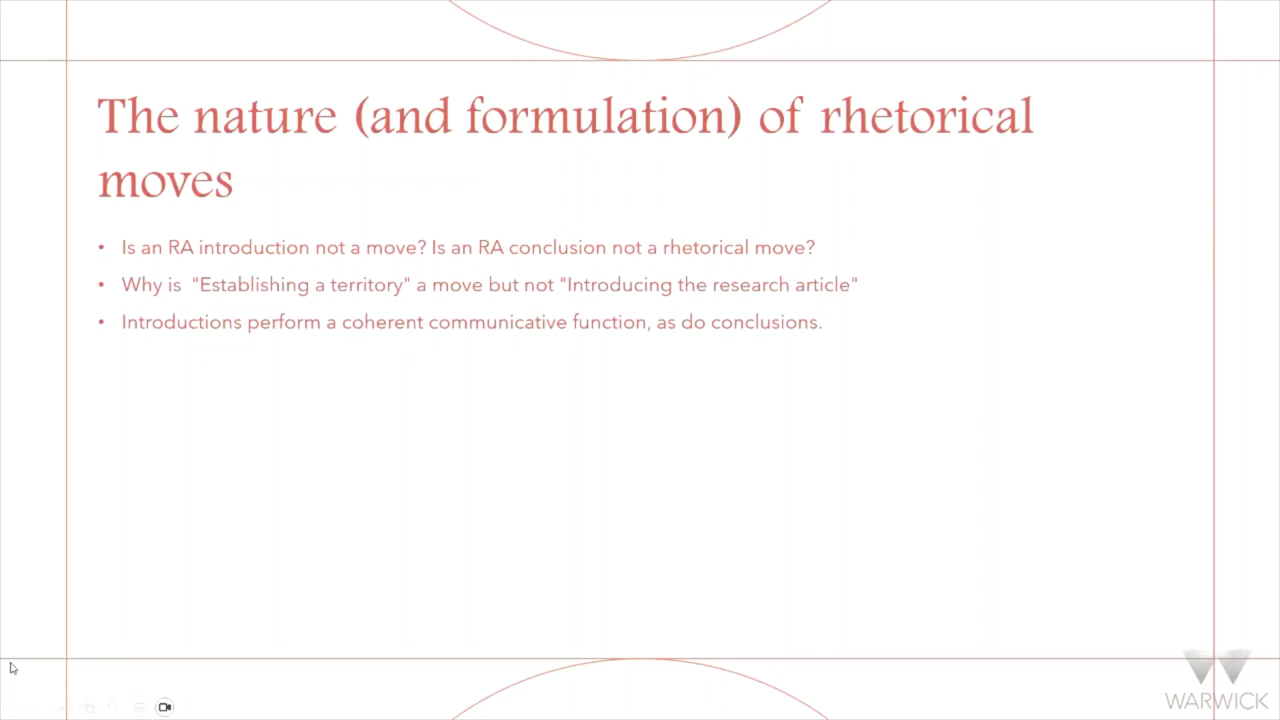 The nature (and formulation) of rhetorical
moves
• Is an RA introduction not a move? Is an RA conclusion not a rhetorical move?
• Why is "Establishing a territory" a move but not "Introducing the research article"
• Introductions perform a coherent communicative function, as do conclusions.
WARWICK